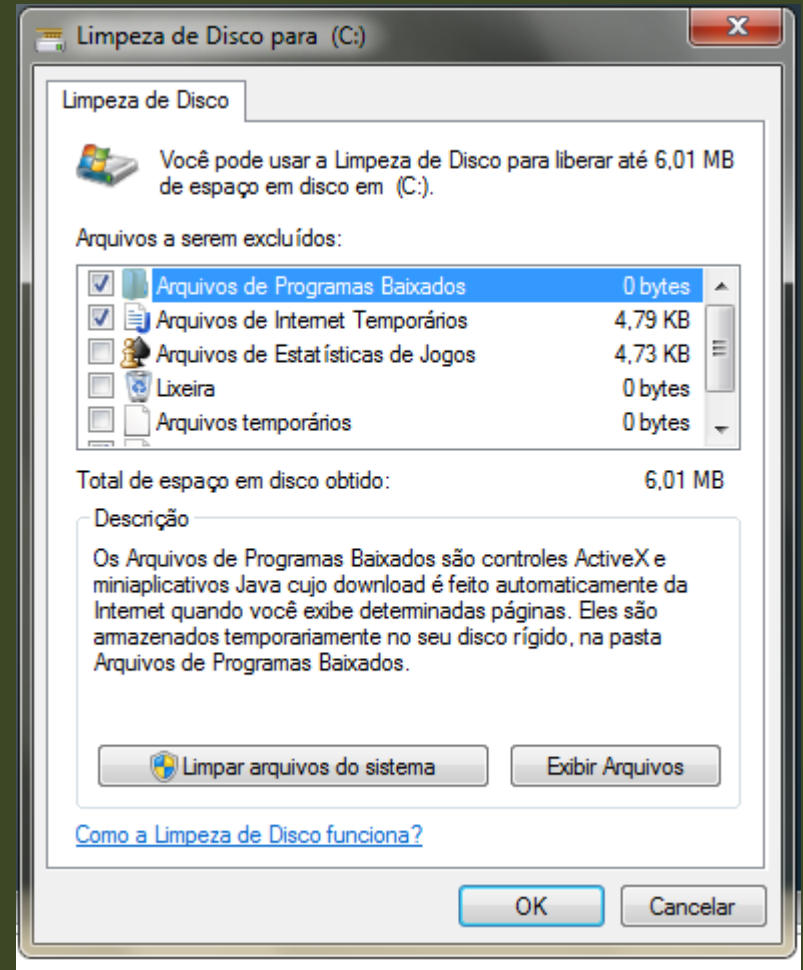 Limpeza de Disco para (C:)
Limpeza de Disco
Você pode usar a Limpeza de Disco para liberar até 6,01 MB
de espaço em disco em (C:).
Arquivos a serem excluídos:
Arquivos de Programas Baixados 0 bytes
Arquivos de Internet Temporários 4,79 KB
Arquivos de Estatísticas de Jogos 4,73 KB
Lixeira 0 bytes
Arquivos temporários 0 bytes
Total de espaço em disco obtido: 6,01 MB
Descrição
Os Arquivos de Programas Baixados são controles ActiveX e
miniaplicativos Java cujo download é feito automaticamente da
Internet quando você exibe determinadas páginas. Eles são
armazenados temporariamente no seu disco rígido, na pasta
Arquivos de Programas Baixados.
Limpar arquivos do sistema Exibir Arquivos
Como a Limpeza de Disco funciona?
OK Cancelar